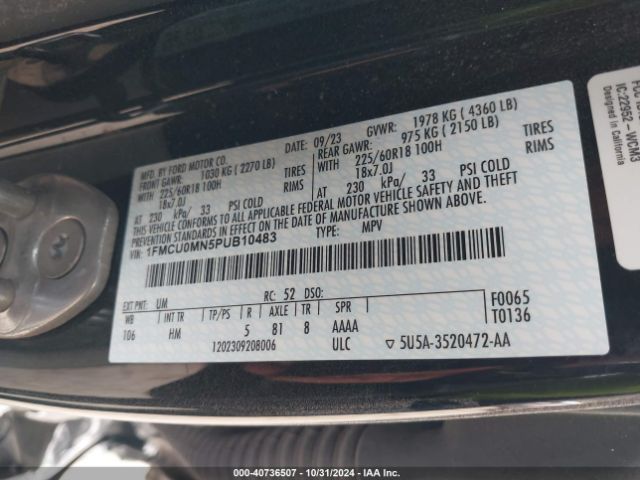 MFD. BY FORD MOTOR CO.
DATE: 09/23 GVWR: 1978 KG ( 4360 LB)
FRONT GAWR: 1030 KG ( 2270 LB) REAR GAWR: 975 KG ( 2150 LB)
WITH 225/60R18 100H TIRES WITH 225/60R18 100H TIRES
18x7.0J RIMS 18x7.0J RIMS
AT 230 kPa/ 33 PSI COLD AT 230 kPa/ 33 PSI COLD
THIS VEHICLE CONFORMS TO ALL APPLICABLE FEDERAL MOTOR VEHICLE SAFETY AND THEFT
PREVENTION STANDARDS IN EFFECT ON THE DATE OF MANUFACTURE SHOWN ABOVE.
VIN: 1FMCU0MN5PUB10483 TYPE: MPV
EXT PNT: UM RC: 52 DSO:
WB INT TR TP/PS R AXLE TR SPR
106 HM 5 81 8 AAAA
1202309208006 ULC
F0065
T0136
▽ 5U5A-3520472-AA
IC:22952-WCM3
Designed in California
000-40736507 - 10/31/2024 - IAA Inc.